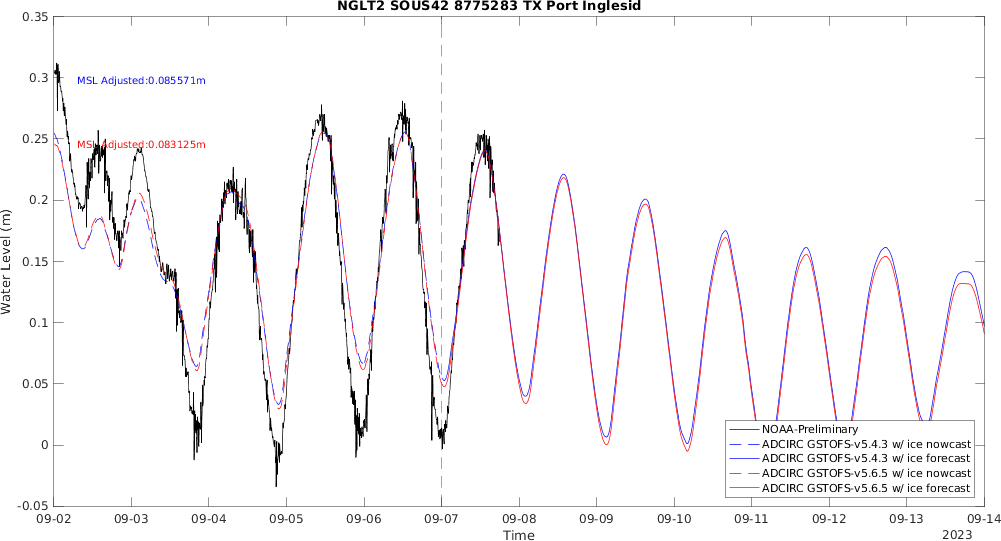 NGLT2 SOUS42 8775283 TX Port Inglesid
0.35
0.3
0.25
0.2
0.15
0.1
0.05
0
-0.05
Water Level (m)
MSL Adjusted:0.085571m
MSL Adjusted:0.083125m
NOAA-Preliminary
ADCIRC GSTOFS-v5.4.3 w/ ice nowcast
ADCIRC GSTOFS-v5.4.3 w/ ice forecast
ADCIRC GSTOFS-v5.6.5 w/ ice nowcast
ADCIRC GSTOFS-v5.6.5 w/ ice forecast
09-02 09-03 09-04 09-05 09-06 09-07 09-08 09-09 09-10 09-11 09-12 09-13 09-14
Time
2023